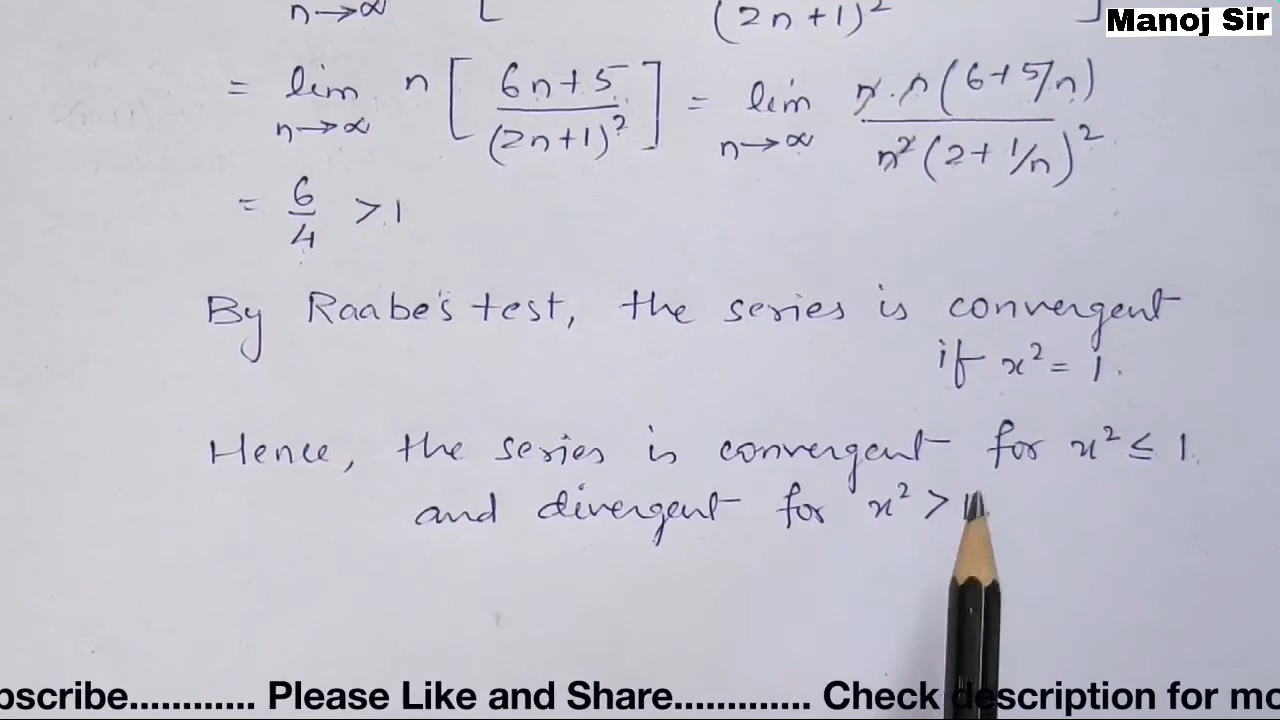 Manoj Sir
n→∞ [ (2n+1)² ]
= lim n→∞ n [ (6n+5)/(2n+1)² ] = lim n→∞ n·n(6+5/n) / n²(2+1/n)²
= 6/4 >1
By Raabe's test, the series is convergent
if x² = 1.
Hence, the series is convergent for x² ≤ 1.
and divergent for x² > 1
bscribe............ Please Like and Share............. Check description for mo